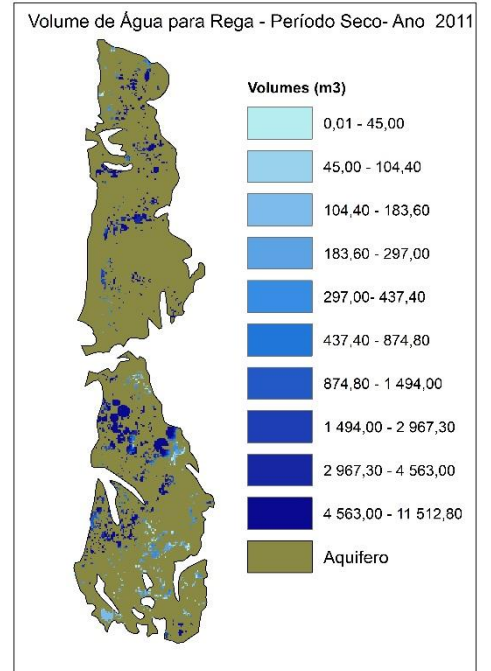 Volume de Água para Rega - Período Seco- Ano 2011
Volumes (m3)
0,01 - 45,00
45,00 - 104,40
104,40 - 183,60
183,60 - 297,00
297,00- 437,40
437,40 - 874,80
874,80 - 1 494,00
1 494,00 - 2 967,30
2 967,30 - 4 563,00
4 563,00 - 11 512,80
Aquifero